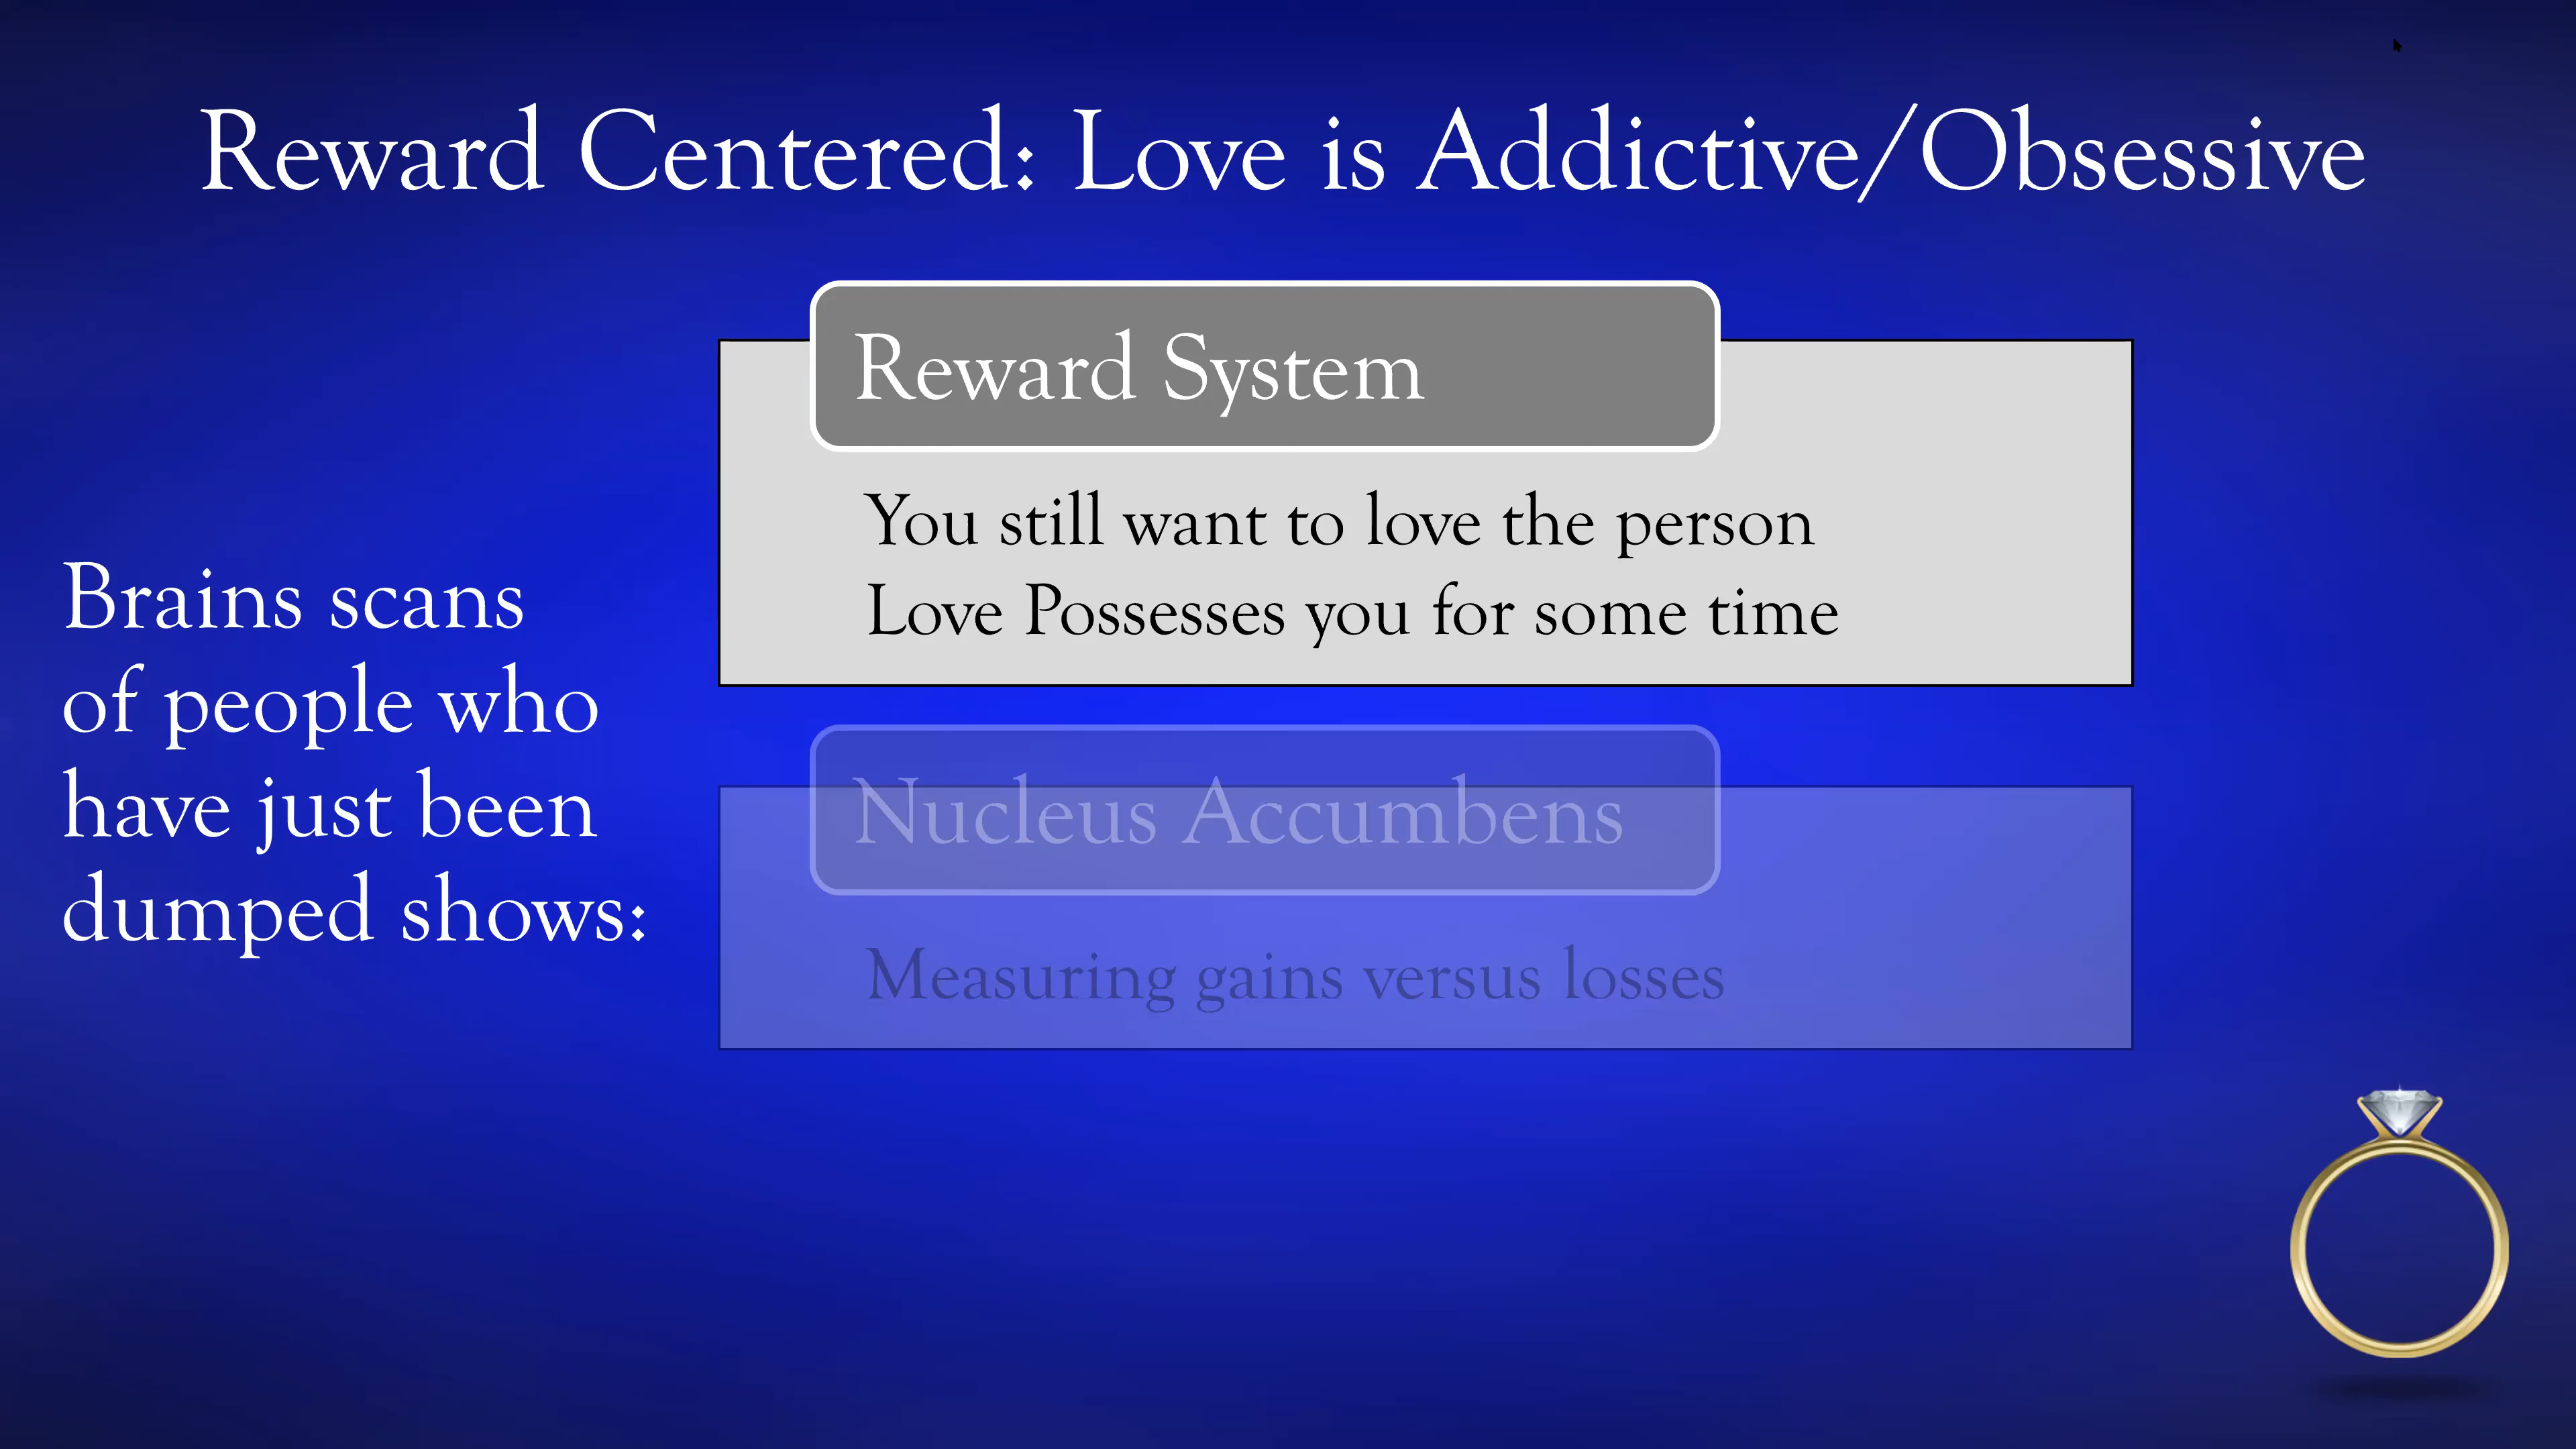 Reward Centered: Love is Addictive/Obsessive
Brains scans
of people who
have just been
dumped shows:
Reward System
You still want to love the person
Love Possesses you for some time
Nucleus Accumbens
Measuring gains versus losses